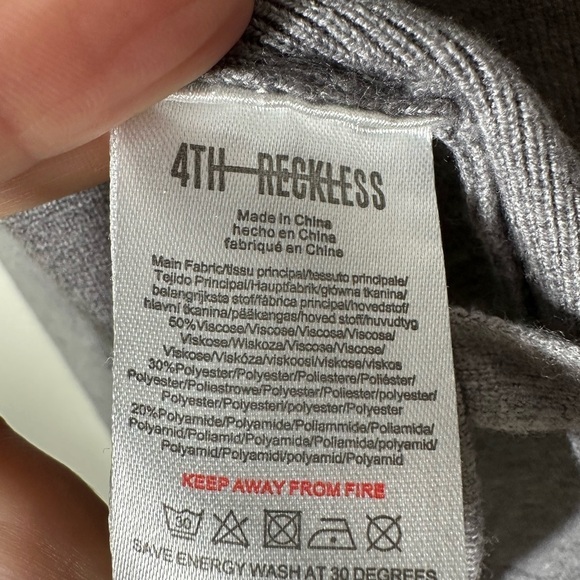 4TH RECKLESS
Made in China
hecho en China
fabriqué en China
Main Fabric/tissu principal/tessuto principale/
Tejido Principal/Hauptfabrik/główna tkanina/
belangrijksta stof/fábrica principal/hovedstof/
hlavní tkanina/pääkangas/hoved stoff/huvudtyg
50%Viscose/Viscose/Viscosa/Viscosa/
Viskose/Wiskoza/Viscose/Viscose/
Viskose/Viskóza/viskoosi/viskose/viskos
30%Polyester/Polyester/Poliestere/Poliéster/
Polyester/Poliestrowe/Polyester/Poliester/polyester/
Polyester/Polyesteri/polyester/Polyester
20%Polyamide/Polyamide/Poliammide/Poliamida/
Polyamid/Poliamid/Polyamide/Poliamida/polyamid/
Polyamid/Polyamidi/polyamid/Polyamid
KEEP AWAY FROM FIRE
30
SAVE ENERGY WASH AT 30 DEGREES